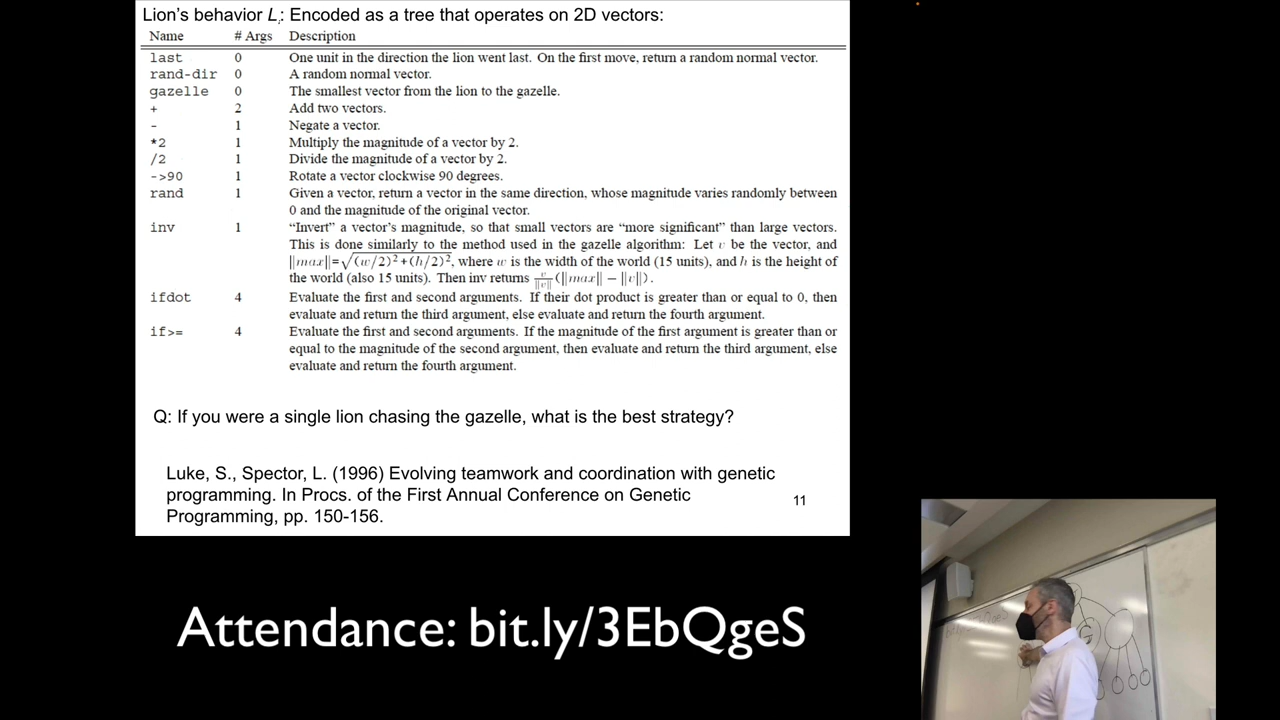 Lion's behavior Li: Encoded as a tree that operates on 2D vectors:
Name # Args Description
last 0 One unit in the direction the lion went last. On the first move, return a random normal vector.
rand-dir 0 A random normal vector.
gazelle 0 The smallest vector from the lion to the gazelle.
+ 2 Add two vectors.
- 1 Negate a vector.
*2 1 Multiply the magnitude of a vector by 2.
/2 1 Divide the magnitude of a vector by 2.
->90 1 Rotate a vector clockwise 90 degrees.
rand 1 Given a vector, return a vector in the same direction, whose magnitude varies randomly between
0 and the magnitude of the original vector.
inv 1 “Invert” a vector's magnitude, so that small vectors are “more significant” than large vectors.
This is done similarly to the method used in the gazelle algorithm: Let v be the vector, and
||max||=√(w/2)²+(h/2)², where w is the width of the world (15 units), and h is the height of
the world (also 15 units). Then inv returns v/||v||(||max|| − ||v||).
ifdot 4 Evaluate the first and second arguments. If their dot product is greater than or equal to 0, then
evaluate and return the third argument, else evaluate and return the fourth argument.
if>= 4 Evaluate the first and second arguments. If the magnitude of the first argument is greater than or
equal to the magnitude of the second argument, then evaluate and return the third argument, else
evaluate and return the fourth argument.
Q: If you were a single lion chasing the gazelle, what is the best strategy?
Luke, S., Spector, L. (1996) Evolving teamwork and coordination with genetic
programming. In Procs. of the First Annual Conference on Genetic
Programming, pp. 150-156.
11
Attendance: bit.ly/3EbQgeS
G